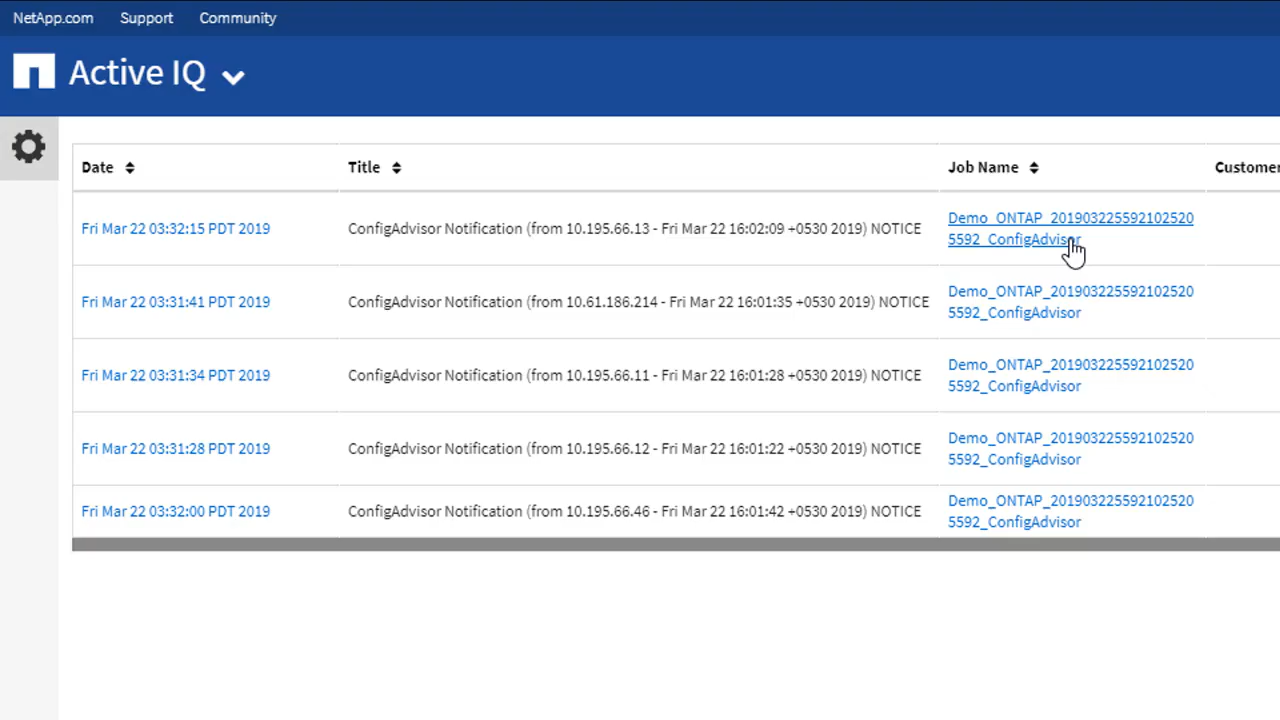 NetApp.com Support Community
Active IQ
Date Title Job Name Customer
Fri Mar 22 03:32:15 PDT 2019 ConfigAdvisor Notification (from 10.195.66.13 - Fri Mar 22 16:02:09 +0530 2019) NOTICE Demo_ONTAP_201903225592102520
5592_ConfigAdvisor
Fri Mar 22 03:31:41 PDT 2019 ConfigAdvisor Notification (from 10.61.186.214 - Fri Mar 22 16:01:35 +0530 2019) NOTICE Demo_ONTAP_201903225592102520
5592_ConfigAdvisor
Fri Mar 22 03:31:34 PDT 2019 ConfigAdvisor Notification (from 10.195.66.11 - Fri Mar 22 16:01:28 +0530 2019) NOTICE Demo_ONTAP_201903225592102520
5592_ConfigAdvisor
Fri Mar 22 03:31:28 PDT 2019 ConfigAdvisor Notification (from 10.195.66.12 - Fri Mar 22 16:01:22 +0530 2019) NOTICE Demo_ONTAP_201903225592102520
5592_ConfigAdvisor
Fri Mar 22 03:32:00 PDT 2019 ConfigAdvisor Notification (from 10.195.66.46 - Fri Mar 22 16:01:42 +0530 2019) NOTICE Demo_ONTAP_201903225592102520
5592_ConfigAdvisor